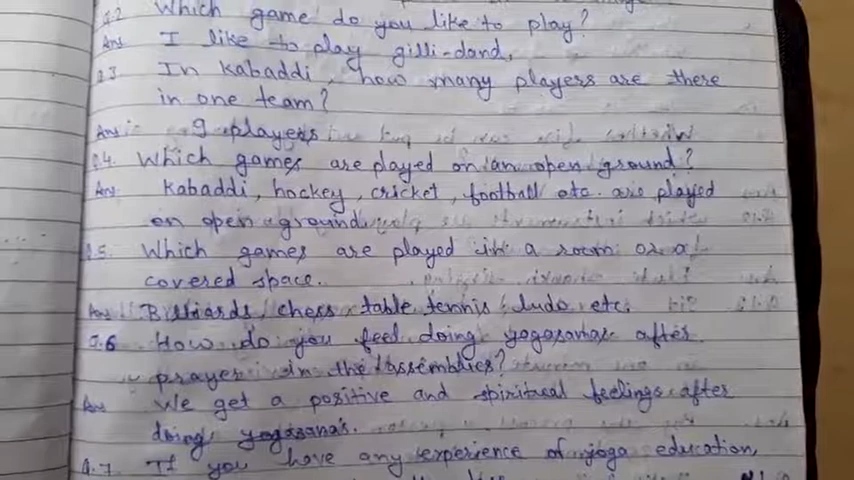 Q.2 Which game do you like to play?
Ans I like to play gilli-dand.
Q.3 In kabaddi, how many players are there
in one team?
Ans 9 players
Q.4. Which games are played on an open ground?
Ans. Kabaddi, hockey, cricket, football etc. are played
on open ground.
Q.5 Which games are played in a room or a
covered space.
Ans Billiards, chess, table tennis, ludo etc.
Q.6 How do you feel doing yogasanas after
prayer in the assemblies?
Ans We get a positive and spiritual feelings after
doing yogasanas.
Q.7 If you have any experience of yoga education,